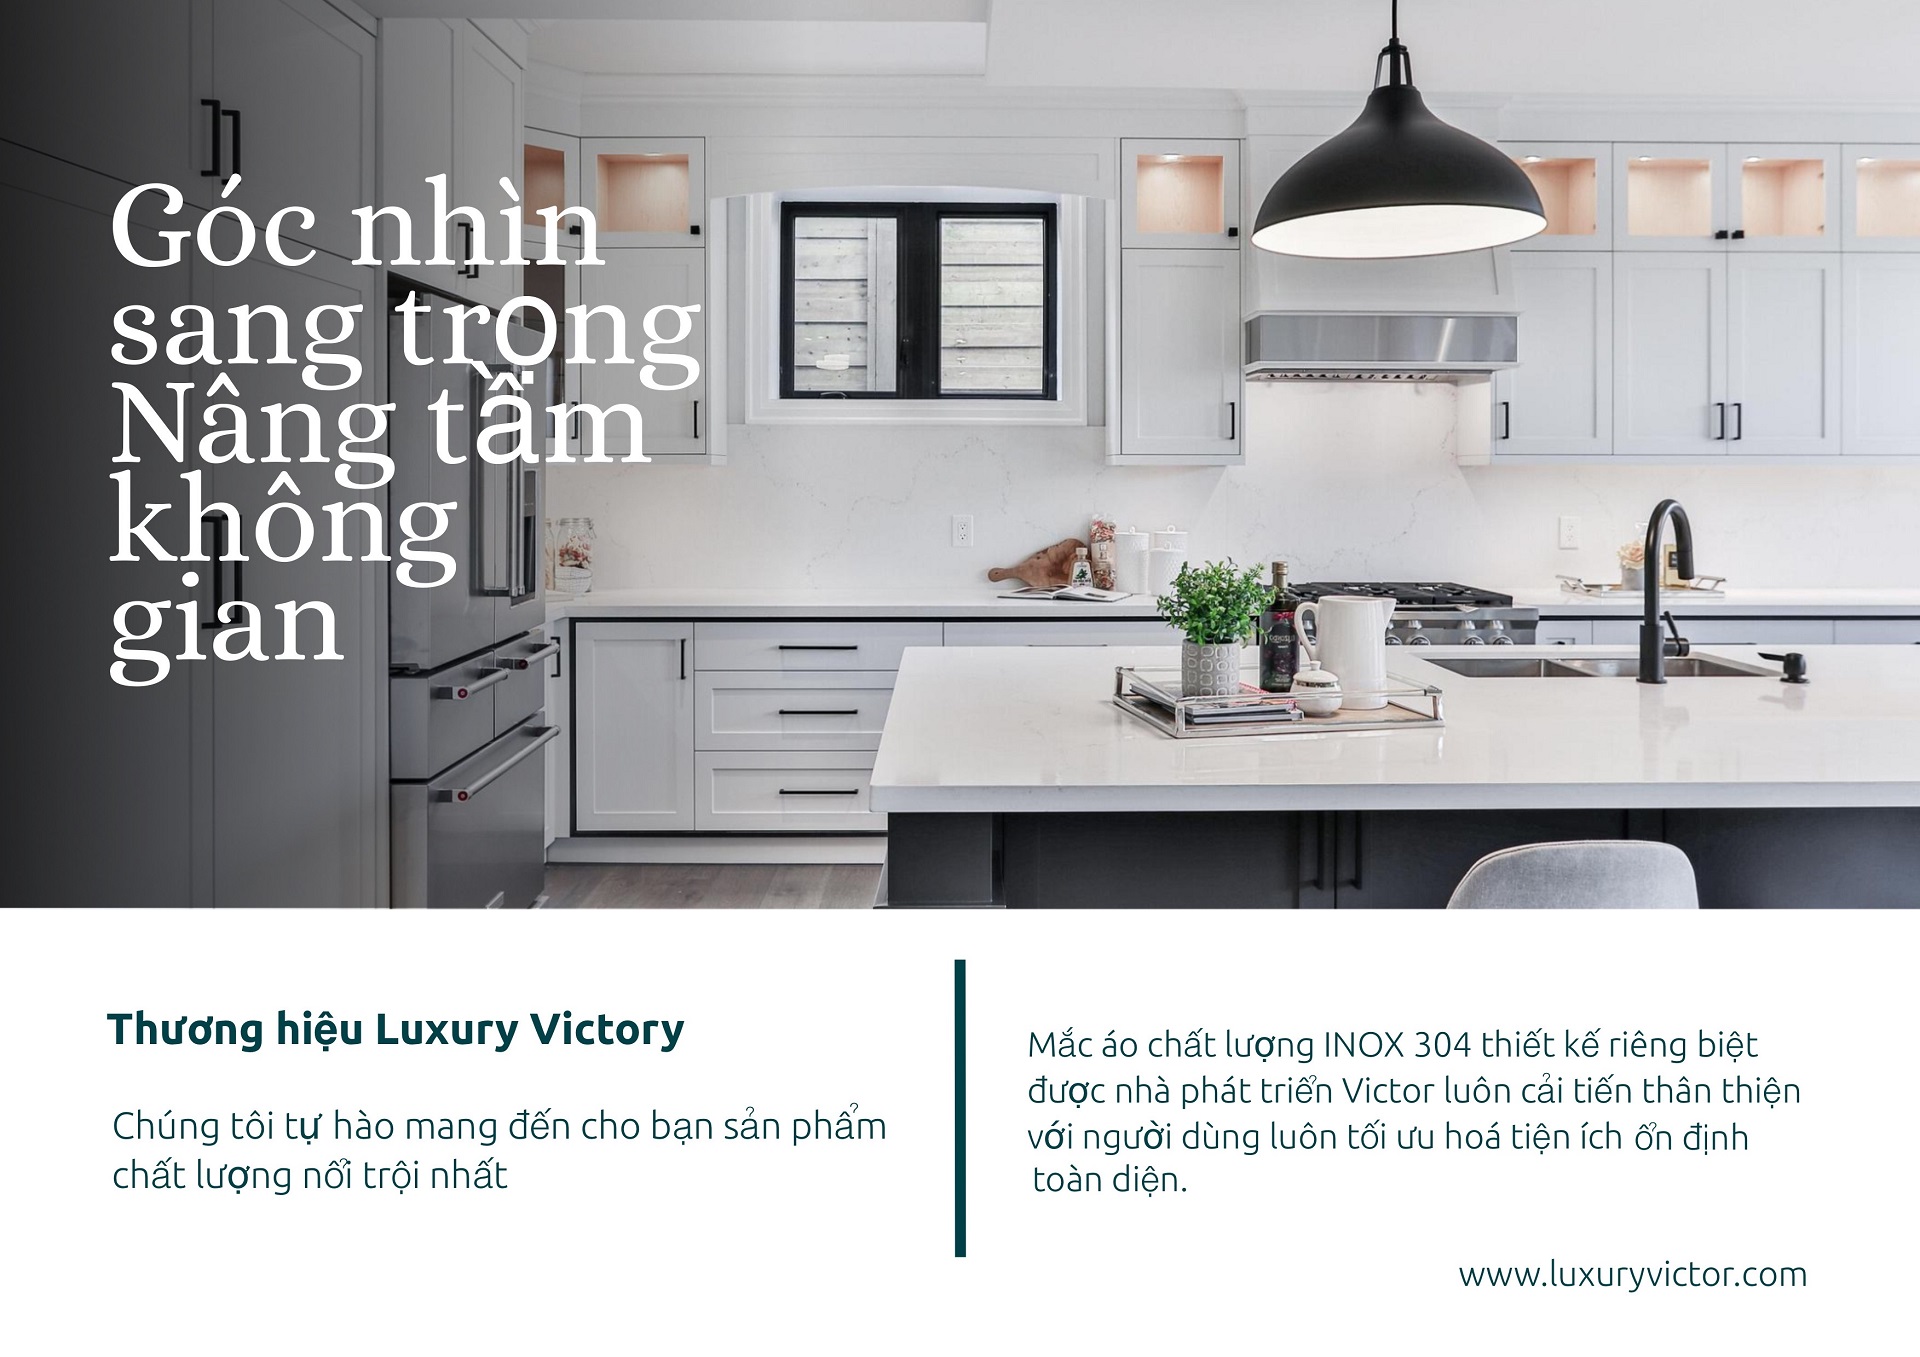 Góc nhìn
sang trọng
Nâng tầm
không
gian
Thương hiệu Luxury Victory
Chúng tôi tự hào mang đến cho bạn sản phẩm
chất lượng nổi trội nhất
Mắc áo chất lượng INOX 304 thiết kế riêng biệt
được nhà phát triển Victor luôn cải tiến thân thiện
với người dùng luôn tối ưu hoá tiện ích ổn định
toàn diện.
www.luxuryvictor.com